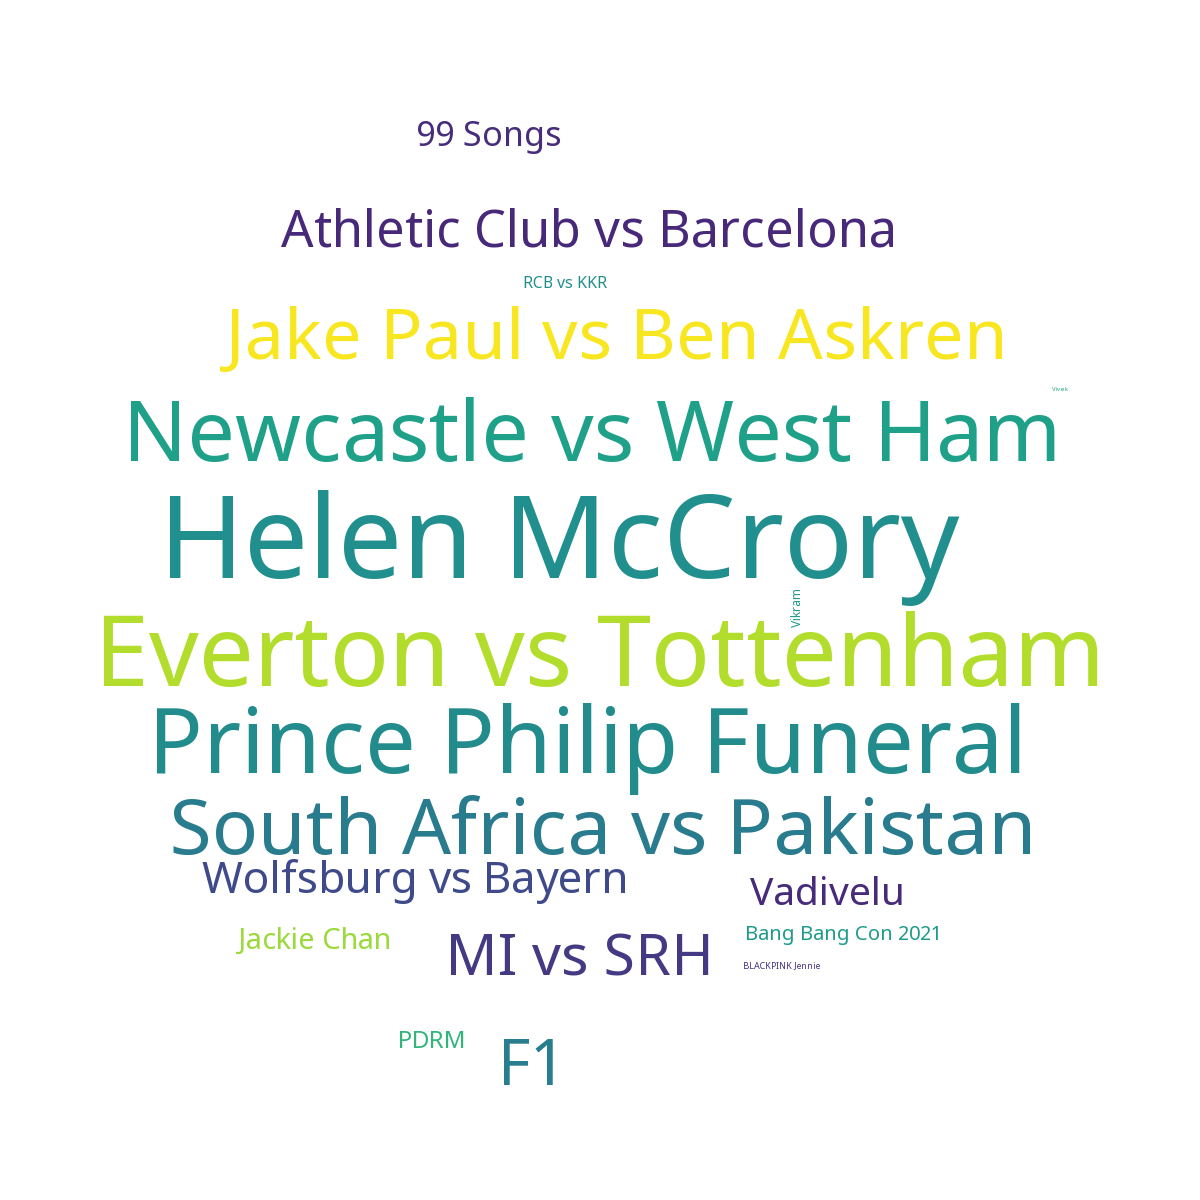 99 Songs
Athletic Club vs Barcelona
RCB vs KKR
Jake Paul vs Ben Askren
Vivek
Newcastle vs West Ham
Helen McCrory
Vikram
Everton vs Tottenham
Prince Philip Funeral
South Africa vs Pakistan
Wolfsburg vs Bayern
Vadivelu
Jackie Chan
Bang Bang Con 2021
MI vs SRH
BLACKPINK Jennie
PDRM
F1